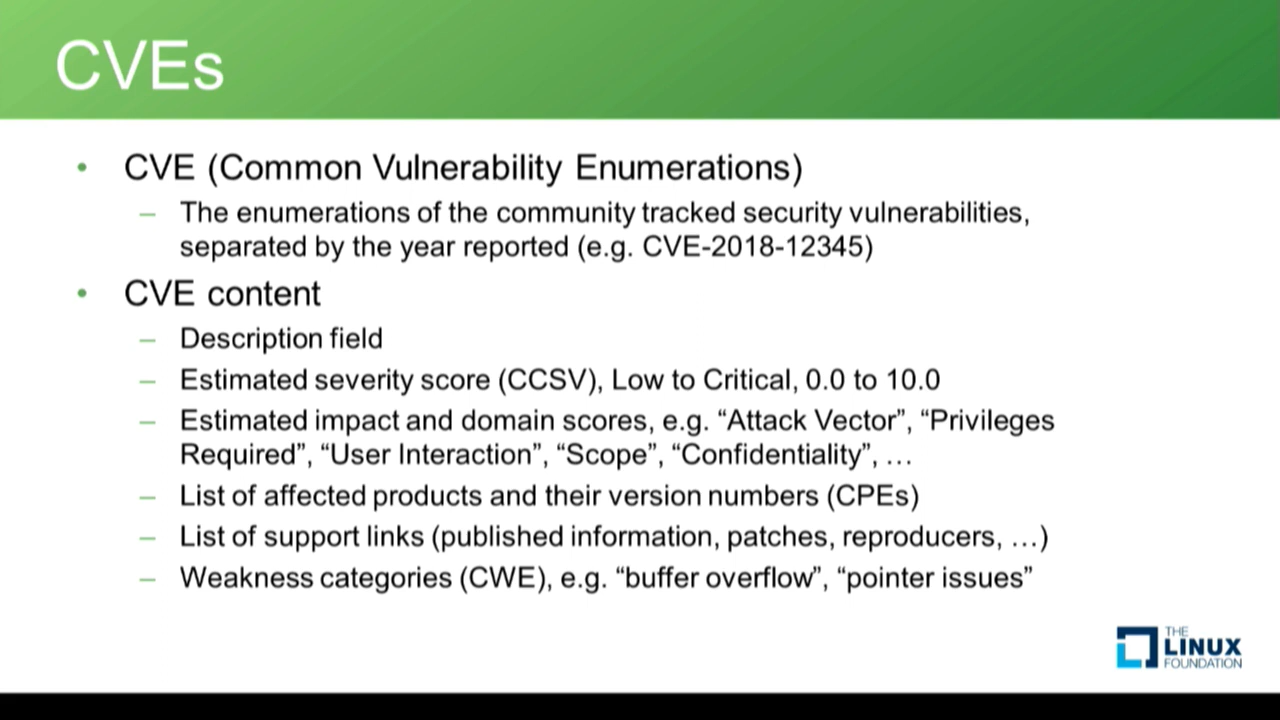 CVEs
• CVE (Common Vulnerability Enumerations)
– The enumerations of the community tracked security vulnerabilities,
separated by the year reported (e.g. CVE-2018-12345)
• CVE content
– Description field
– Estimated severity score (CCSV), Low to Critical, 0.0 to 10.0
– Estimated impact and domain scores, e.g. “Attack Vector”, “Privileges
Required”, “User Interaction”, “Scope”, “Confidentiality”, …
– List of affected products and their version numbers (CPEs)
– List of support links (published information, patches, reproducers, …)
– Weakness categories (CWE), e.g. “buffer overflow”, “pointer issues”
THE
LINUX
FOUNDATION